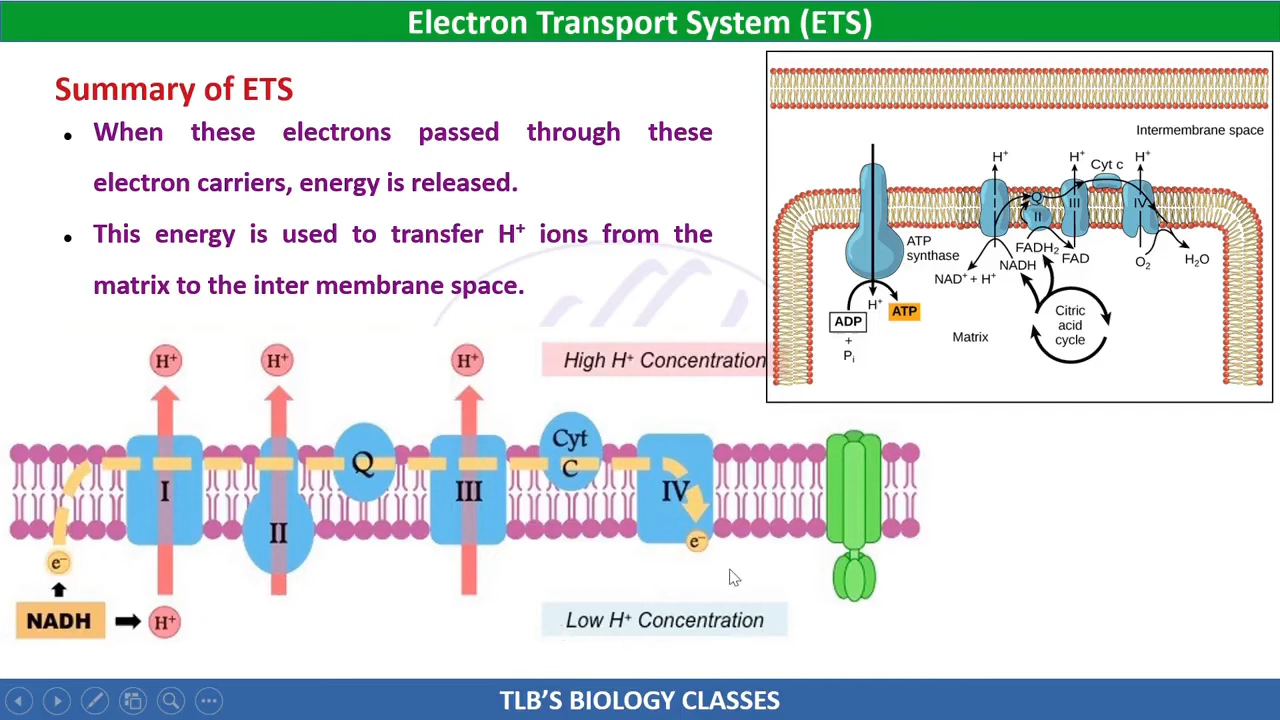 Electron Transport System (ETS)
Summary of ETS
• When these electrons passed through these
electron carriers, energy is released.
• This energy is used to transfer H⁺ ions from the
matrix to the inter membrane space.
Intermembrane space
H⁺
H⁺
Cyt c
H⁺
I
Q
II
III
IV
ATP
synthase
FADH₂
FAD
NADH
NAD⁺ + H⁺
O₂
H₂O
H⁺
ATP
ADP
+
Pᵢ
Matrix
Citric
acid
cycle
H⁺
H⁺
H⁺
High H⁺ Concentration
I
II
Q
III
Cyt
C
IV
e⁻
e⁻
NADH
H⁺
Low H⁺ Concentration
TLB'S BIOLOGY CLASSES